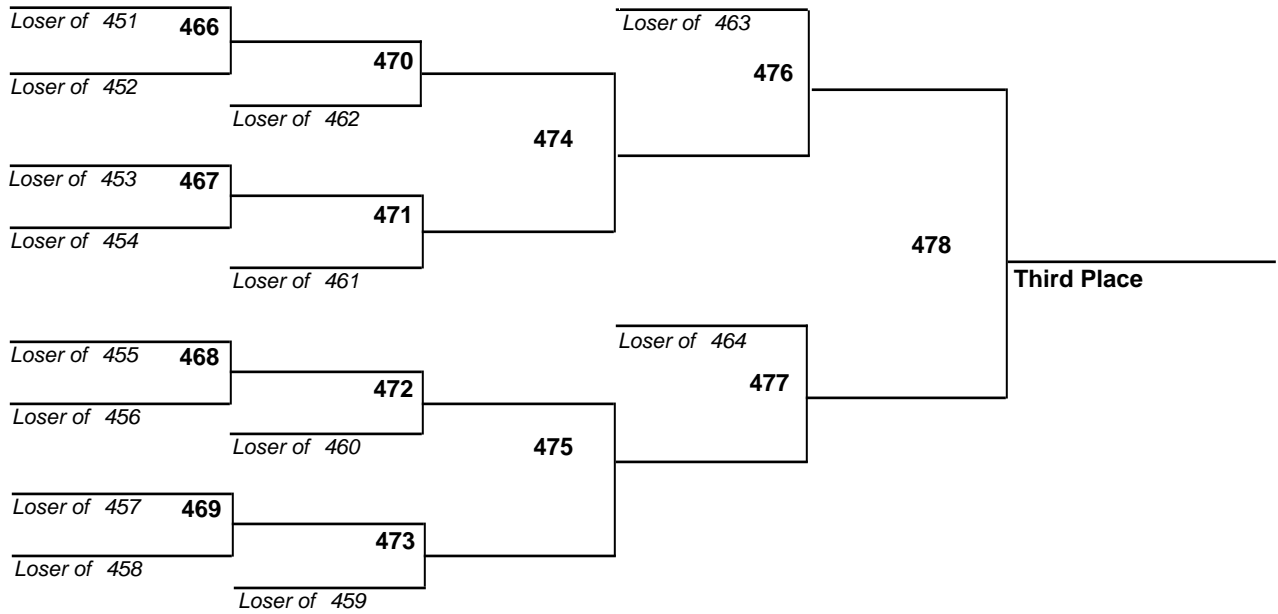 Loser of 451
466
Loser of 452
470
Loser of 462
474
Loser of 453
467
Loser of 454
471
Loser of 461
Loser of 463
476
478
Third Place
Loser of 455
468
Loser of 456
472
Loser of 460
475
Loser of 457
469
Loser of 458
473
Loser of 459
Loser of 464
477